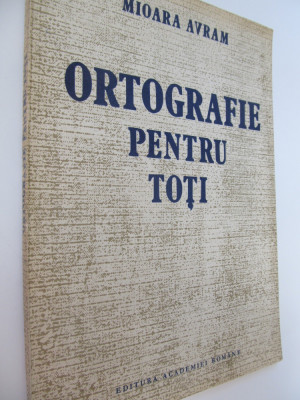 MIOARA AVRAM
ORTOGRAFIE
PENTRU
TOȚI
EDITURA ACADEMIEI ROMÂNE